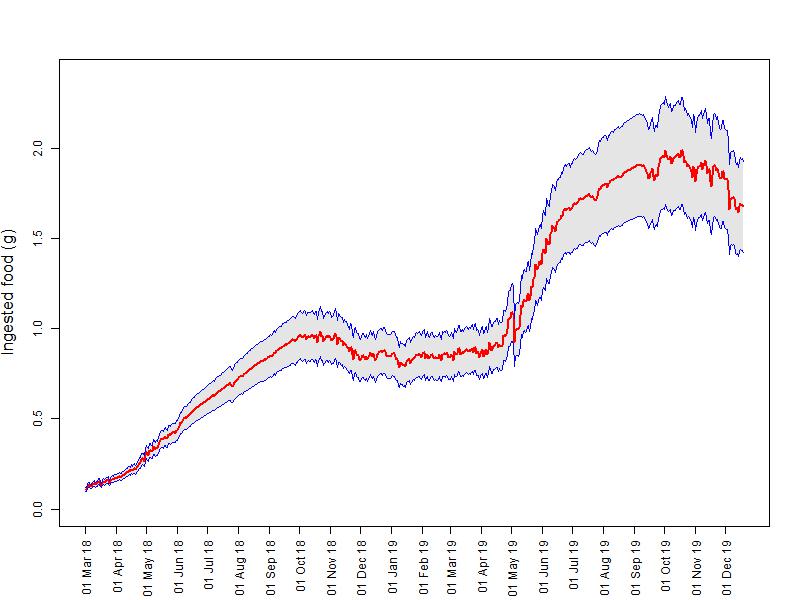 Ingested food (g)
2.0
1.5
1.0
0.5
0.0
01 Mar 18
01 Apr 18
01 May 18
01 Jun 18
01 Jul 18
01 Aug 18
01 Sep 18
01 Oct 18
01 Nov 18
01 Dec 18
01 Jan 19
01 Feb 19
01 Mar 19
01 Apr 19
01 May 19
01 Jun 19
01 Jul 19
01 Aug 19
01 Sep 19
01 Oct 19
01 Nov 19
01 Dec 19